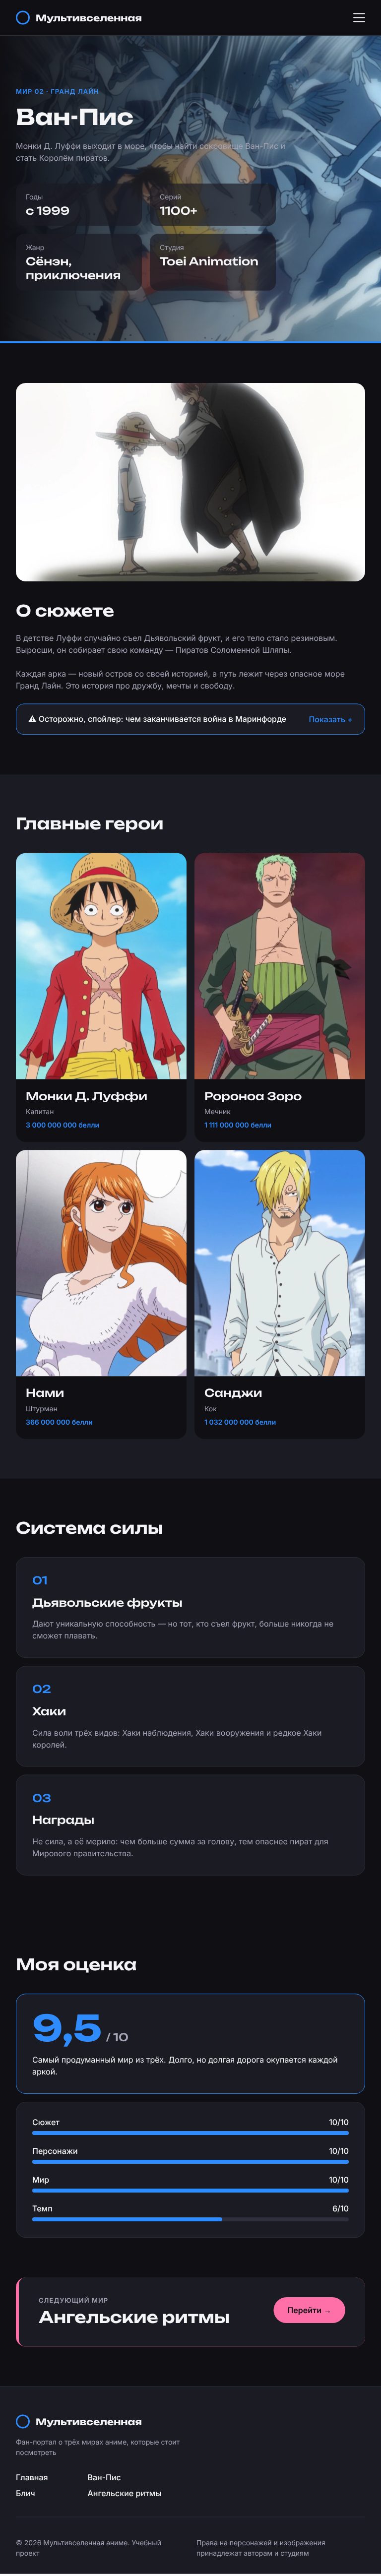 Мультивселенная
МИР 02 · ГРАНД ЛАЙН
Ван-Пис
Монки Д. Луффи выходит в море, чтобы найти сокровище Ван-Пис и
стать Королём пиратов.
Годы
с 1999
Серий
1100+
Жанр
Сёнэн,
приключения
Студия
Toei Animation
О сюжете
В детстве Луффи случайно съел Дьявольский фрукт, и его тело стало резиновым.
Выросши, он собирает свою команду — Пиратов Соломенной Шляпы.
Каждая арка — новый остров со своей историей, а путь лежит через опасное море
Гранд Лайн. Это история про дружбу, мечты и свободу.
⚠ Осторожно, спойлер: чем заканчивается война в Маринфорде
Показать +
Главные герои
Монки Д. Луффи
Капитан
3 000 000 000 белли
Ророноа Зоро
Мечник
1 111 000 000 белли
Нами
Штурман
366 000 000 белли
Санджи
Кок
1 032 000 000 белли
Система силы
01
Дьявольские фрукты
Дают уникальную способность — но тот, кто съел фрукт, больше никогда не
сможет плавать.
02
Хаки
Сила воли трёх видов: Хаки наблюдения, Хаки вооружения и редкое Хаки
королей.
03
Награды
Не сила, а её мерило: чем больше сумма за голову, тем опаснее пират для
Мирового правительства.
Моя оценка
9,5 / 10
Самый продуманный мир из трёх. Долго, но долгая дорога окупается каждой
аркой.
Сюжет 10/10
Персонажи 10/10
Мир 10/10
Темп 6/10
СЛЕДУЮЩИЙ МИР
Ангельские ритмы
Перейти →
Мультивселенная
Фан-портал о трёх мирах аниме, которые стоит
посмотреть
Главная
Ван-Пис
Блич
Ангельские ритмы
© 2026 Мультивселенная аниме. Учебный
проект
Права на персонажей и изображения
принадлежат авторам и студиям